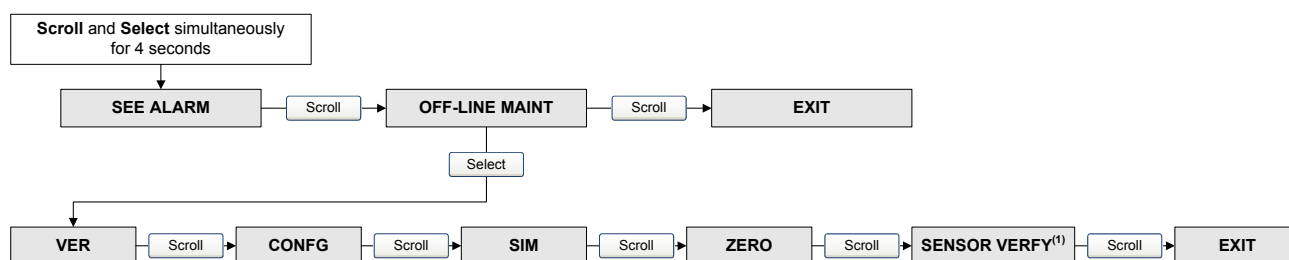 Scroll and Select simultaneously
for 4 seconds
SEE ALARM Scroll OFF-LINE MAINT Scroll EXIT
Select
VER Scroll CONFG Scroll SIM Scroll ZERO Scroll SENSOR VERFY(1) Scroll EXIT